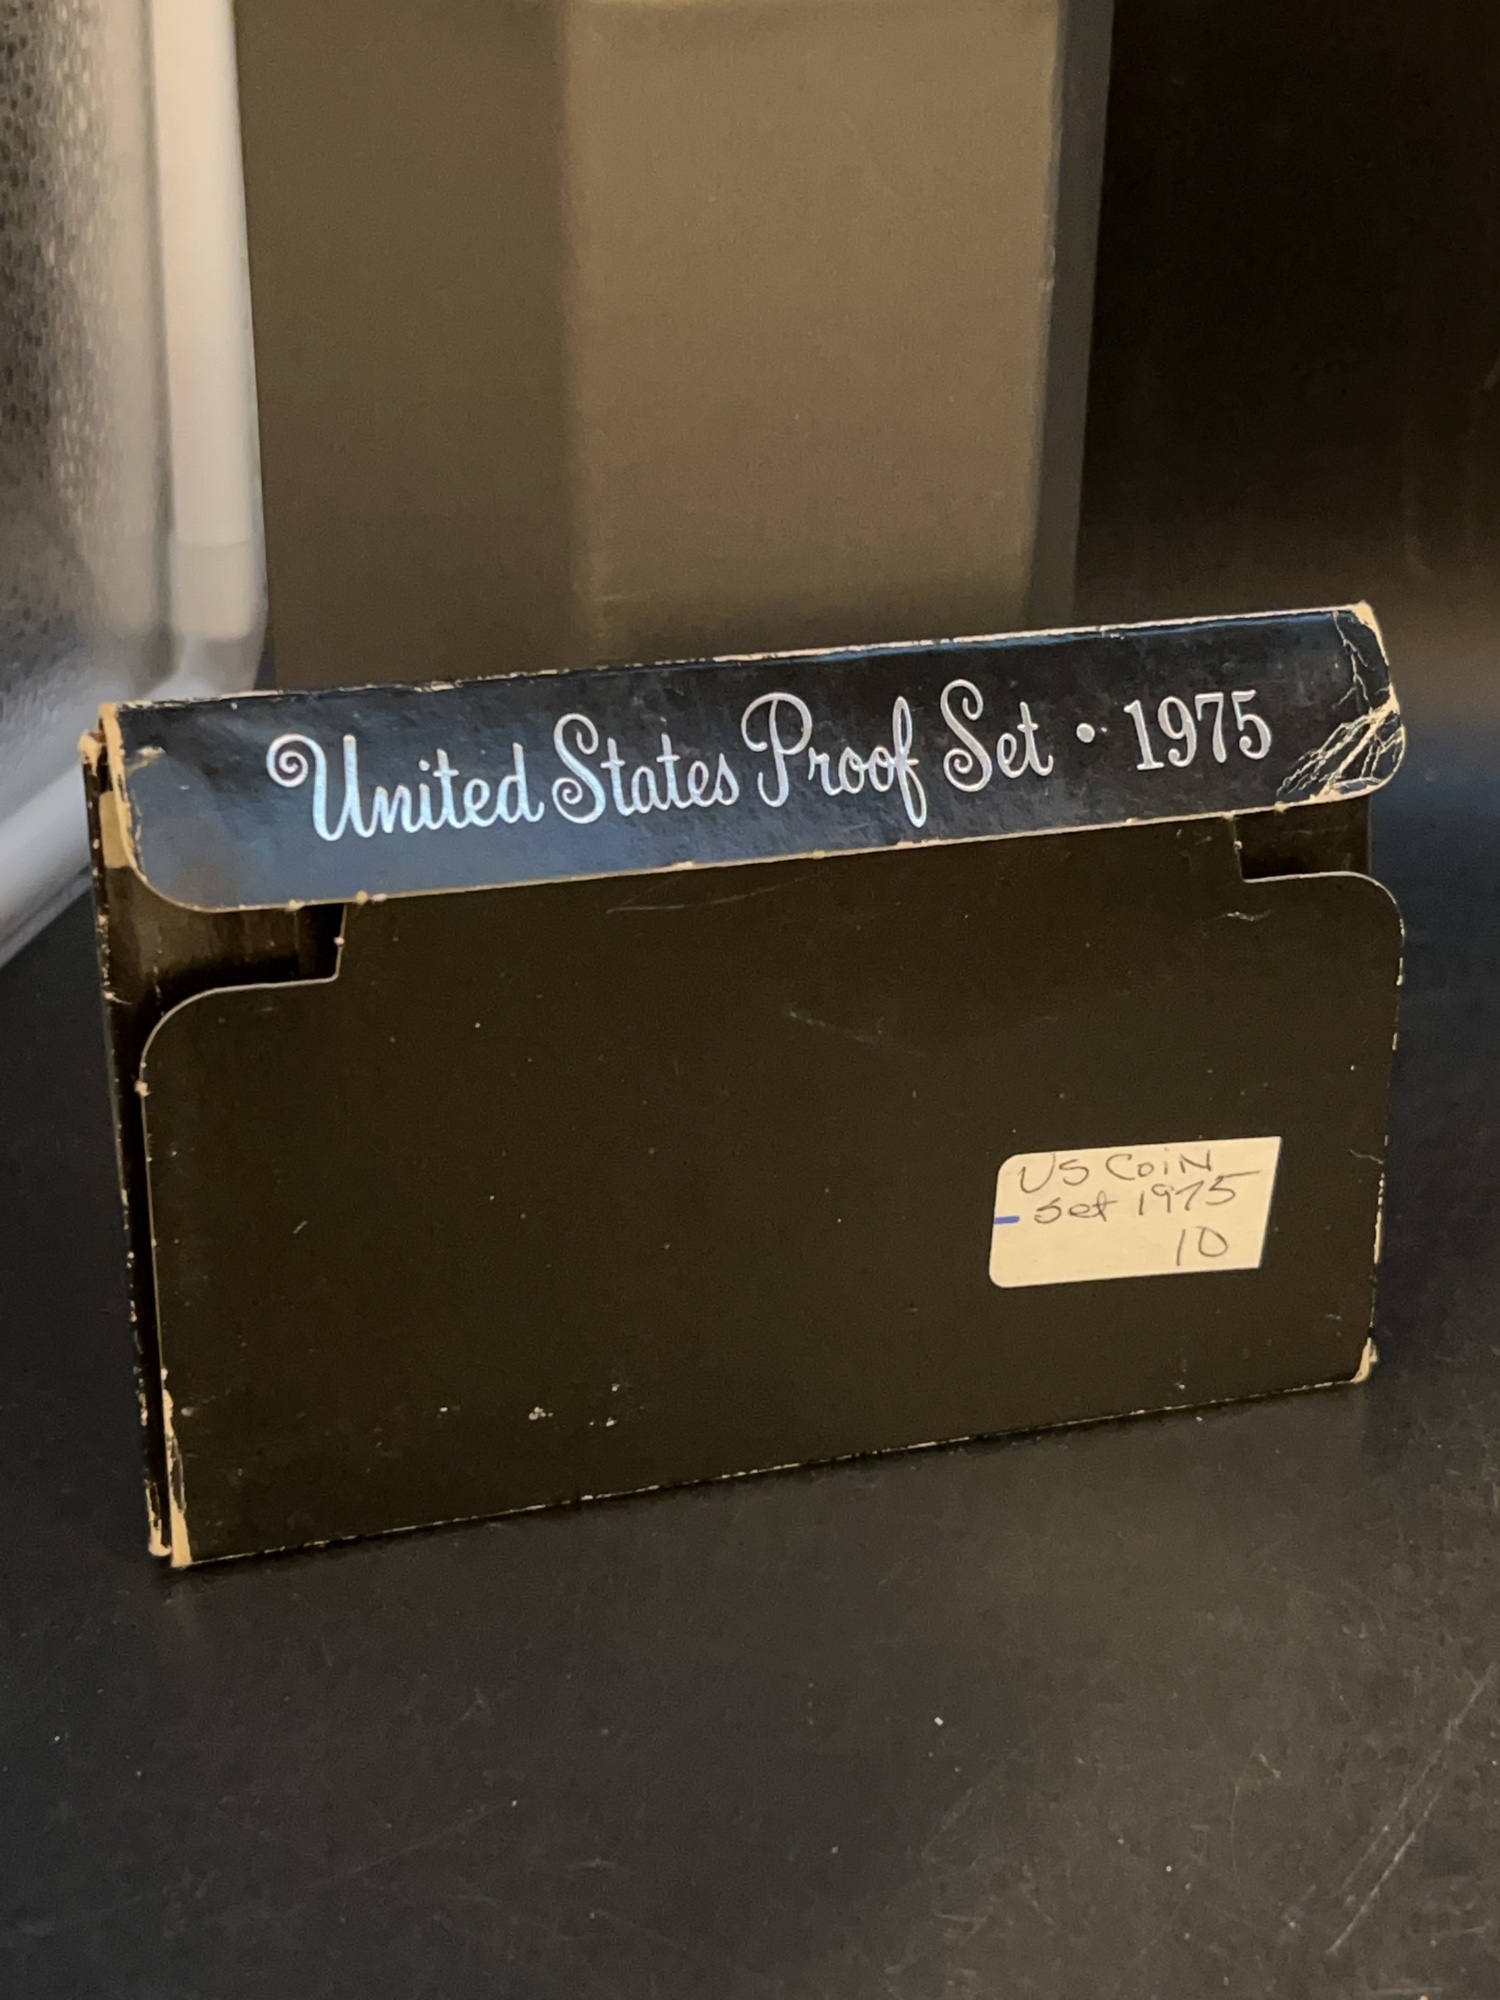 United States Proof Set • 1975
US COIN
set 1975
10